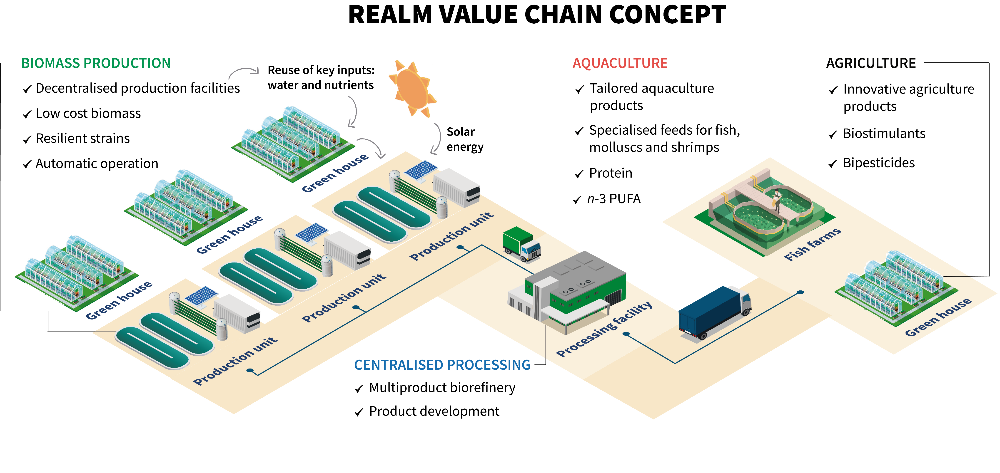 REALM VALUE CHAIN CONCEPT
BIOMASS PRODUCTION
Decentralised production facilities
Low cost biomass
Resilient strains
Automatic operation
Reuse of key inputs:
water and nutrients
Solar
energy
Green house
Green house
Green house
Production unit
Production unit
Production unit
AQUACULTURE
Tailored aquaculture
products
Specialised feeds for fish,
molluscs and shrimps
Protein
n-3 PUFA
AGRICULTURE
Innovative agriculture
products
Biostimulants
Bipesticides
Fish farms
Green house
Processing facility
CENTRALISED PROCESSING
Multiproduct biorefinery
Product development